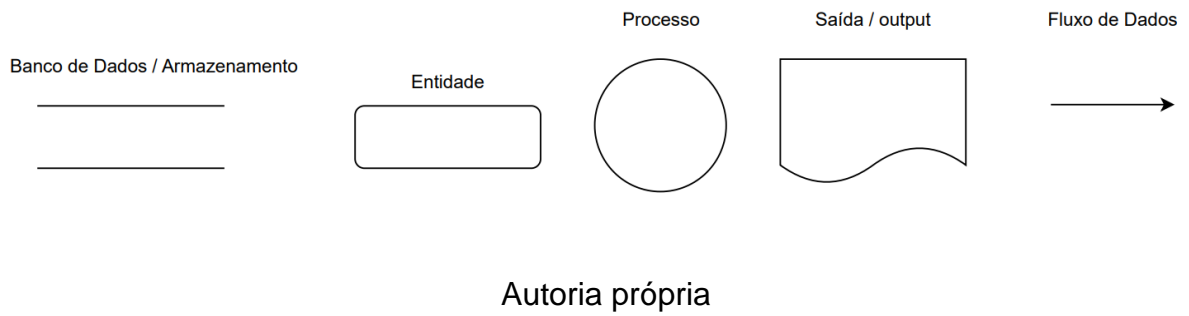 Processo
Saída / output
Fluxo de Dados
Banco de Dados / Armazenamento
Entidade
Autoria própria